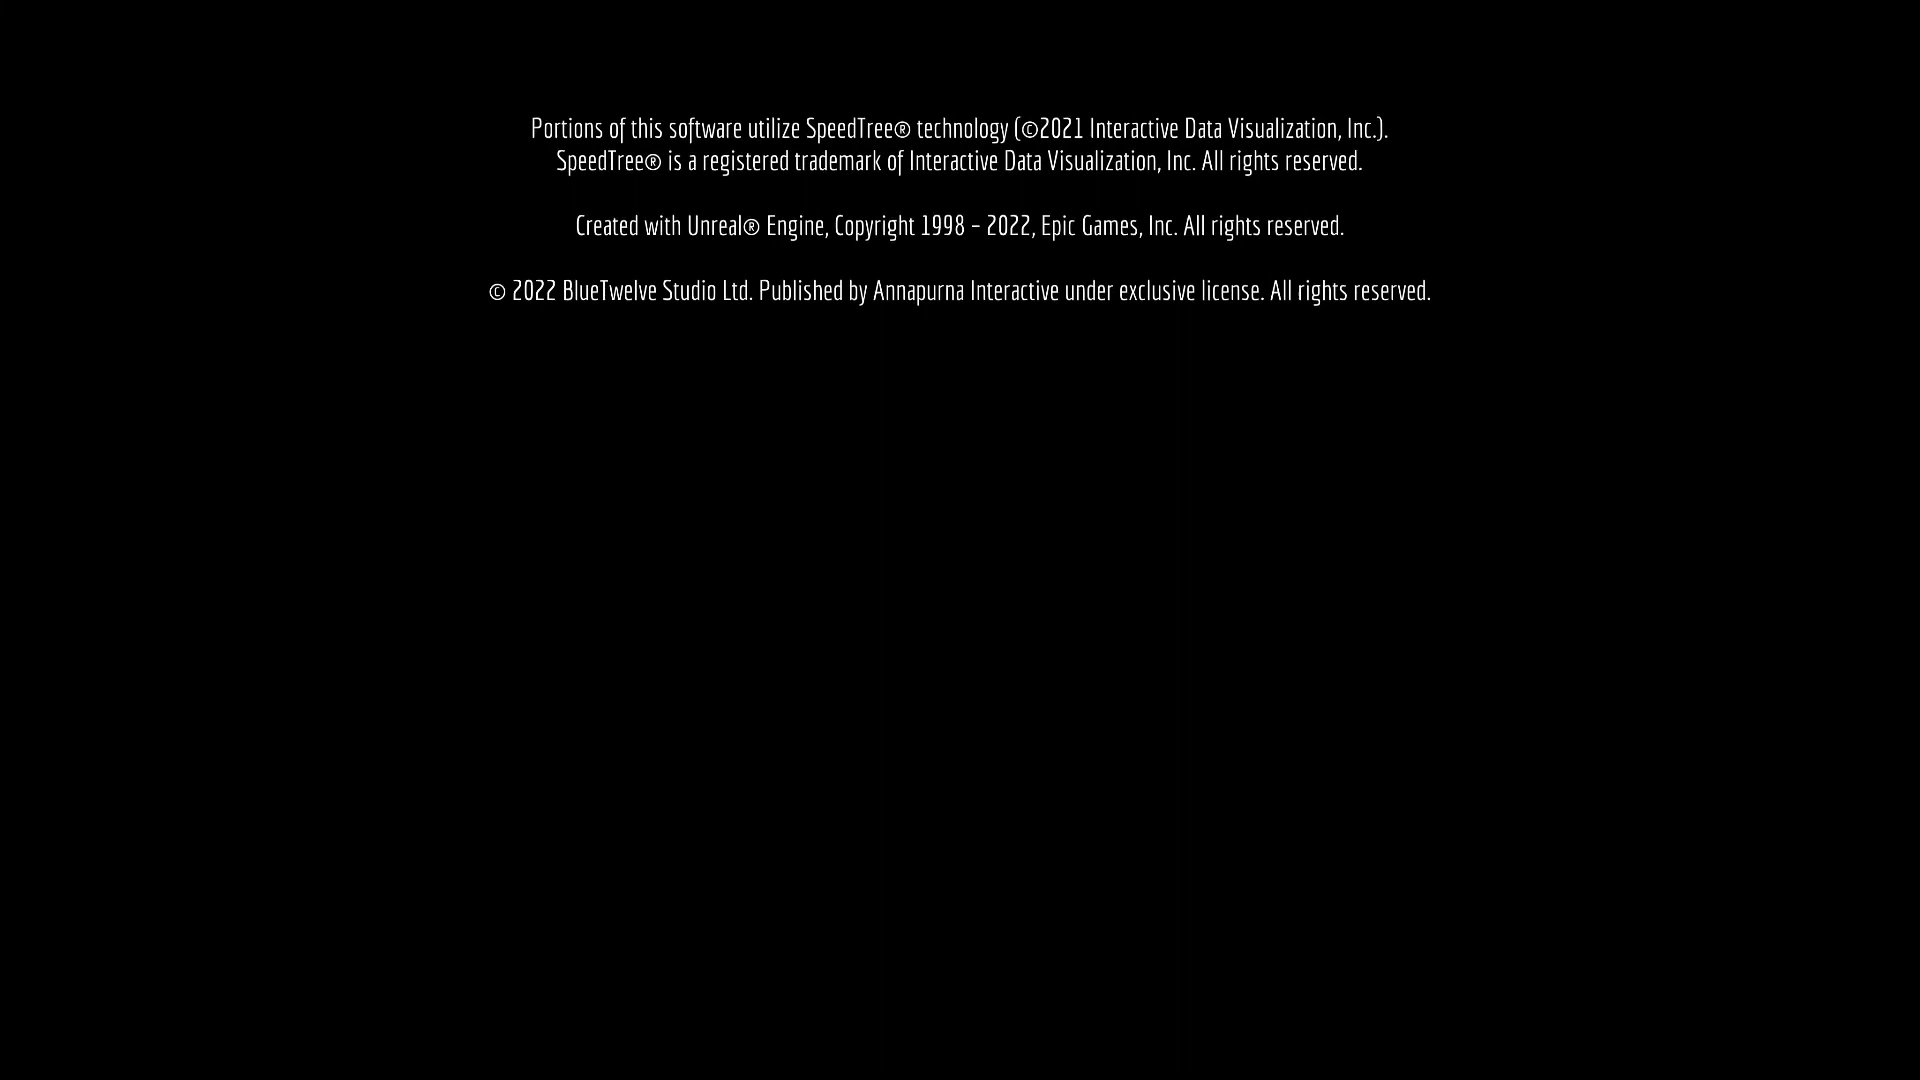 Portions of this software utilize SpeedTree® technology (©2021 Interactive Data Visualization, Inc.).
SpeedTree® is a registered trademark of Interactive Data Visualization, Inc. All rights reserved.
Created with Unreal® Engine, Copyright 1998 – 2022, Epic Games, Inc. All rights reserved.
© 2022 BlueTwelve Studio Ltd. Published by Annapurna Interactive under exclusive license. All rights reserved.